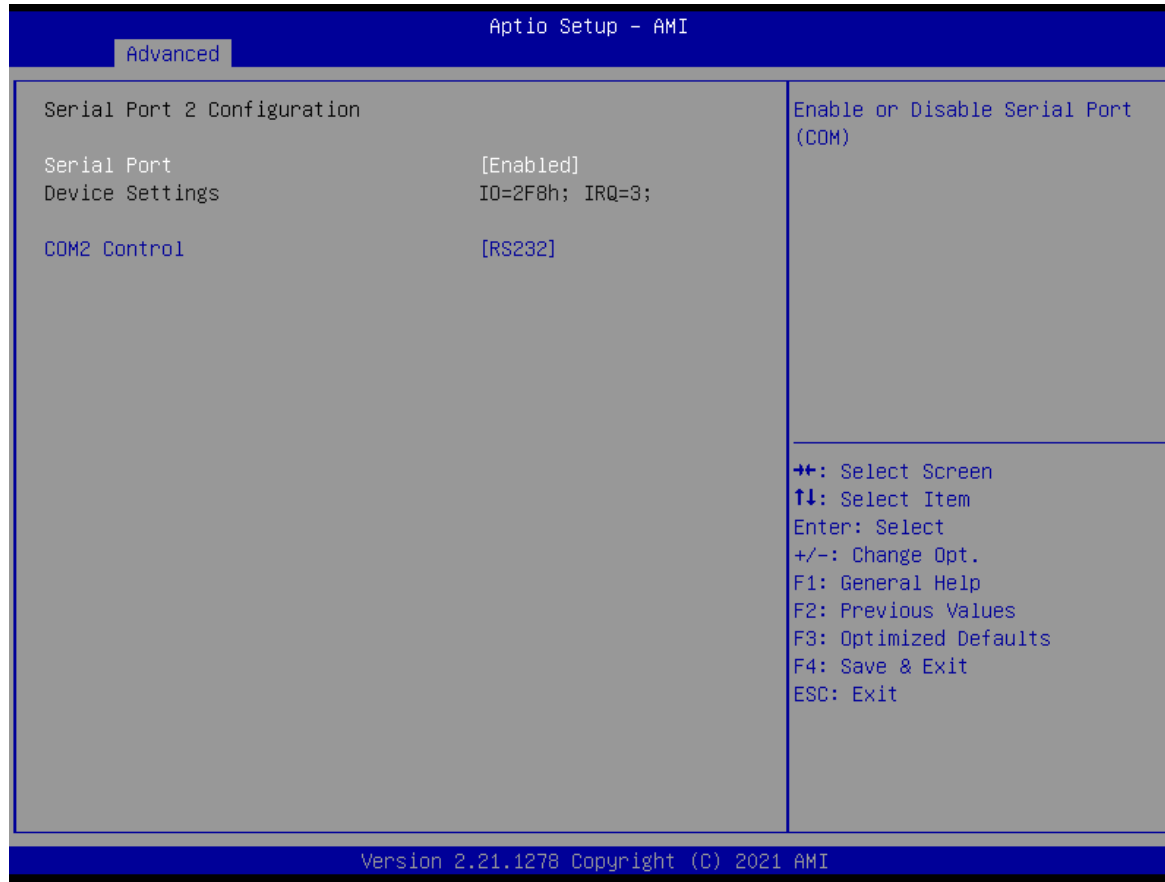 Aptio Setup – AMI
Advanced
Serial Port 2 Configuration
Serial Port [Enabled]
Device Settings IO=2F8h; IRQ=3;
COM2 Control [RS232]
Enable or Disable Serial Port
(COM)
→←: Select Screen
↑↓: Select Item
Enter: Select
+/-: Change Opt.
F1: General Help
F2: Previous Values
F3: Optimized Defaults
F4: Save & Exit
ESC: Exit
Version 2.21.1278 Copyright (C) 2021 AMI